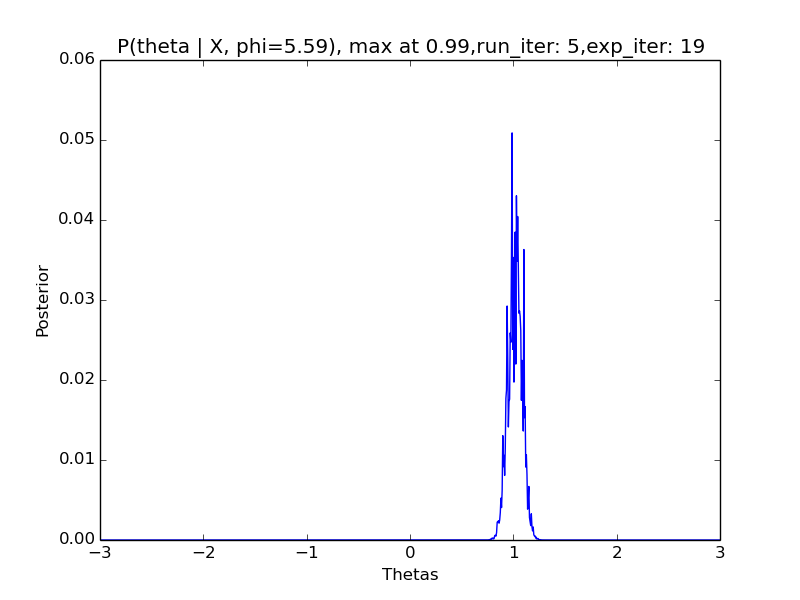 P(theta | X, phi=5.59), max at 0.99,run_iter: 5,exp_iter: 19
0.06
0.05
0.04
0.03
0.02
0.01
0.00
Posterior
−3 −2 −1 0 1 2 3
Thetas